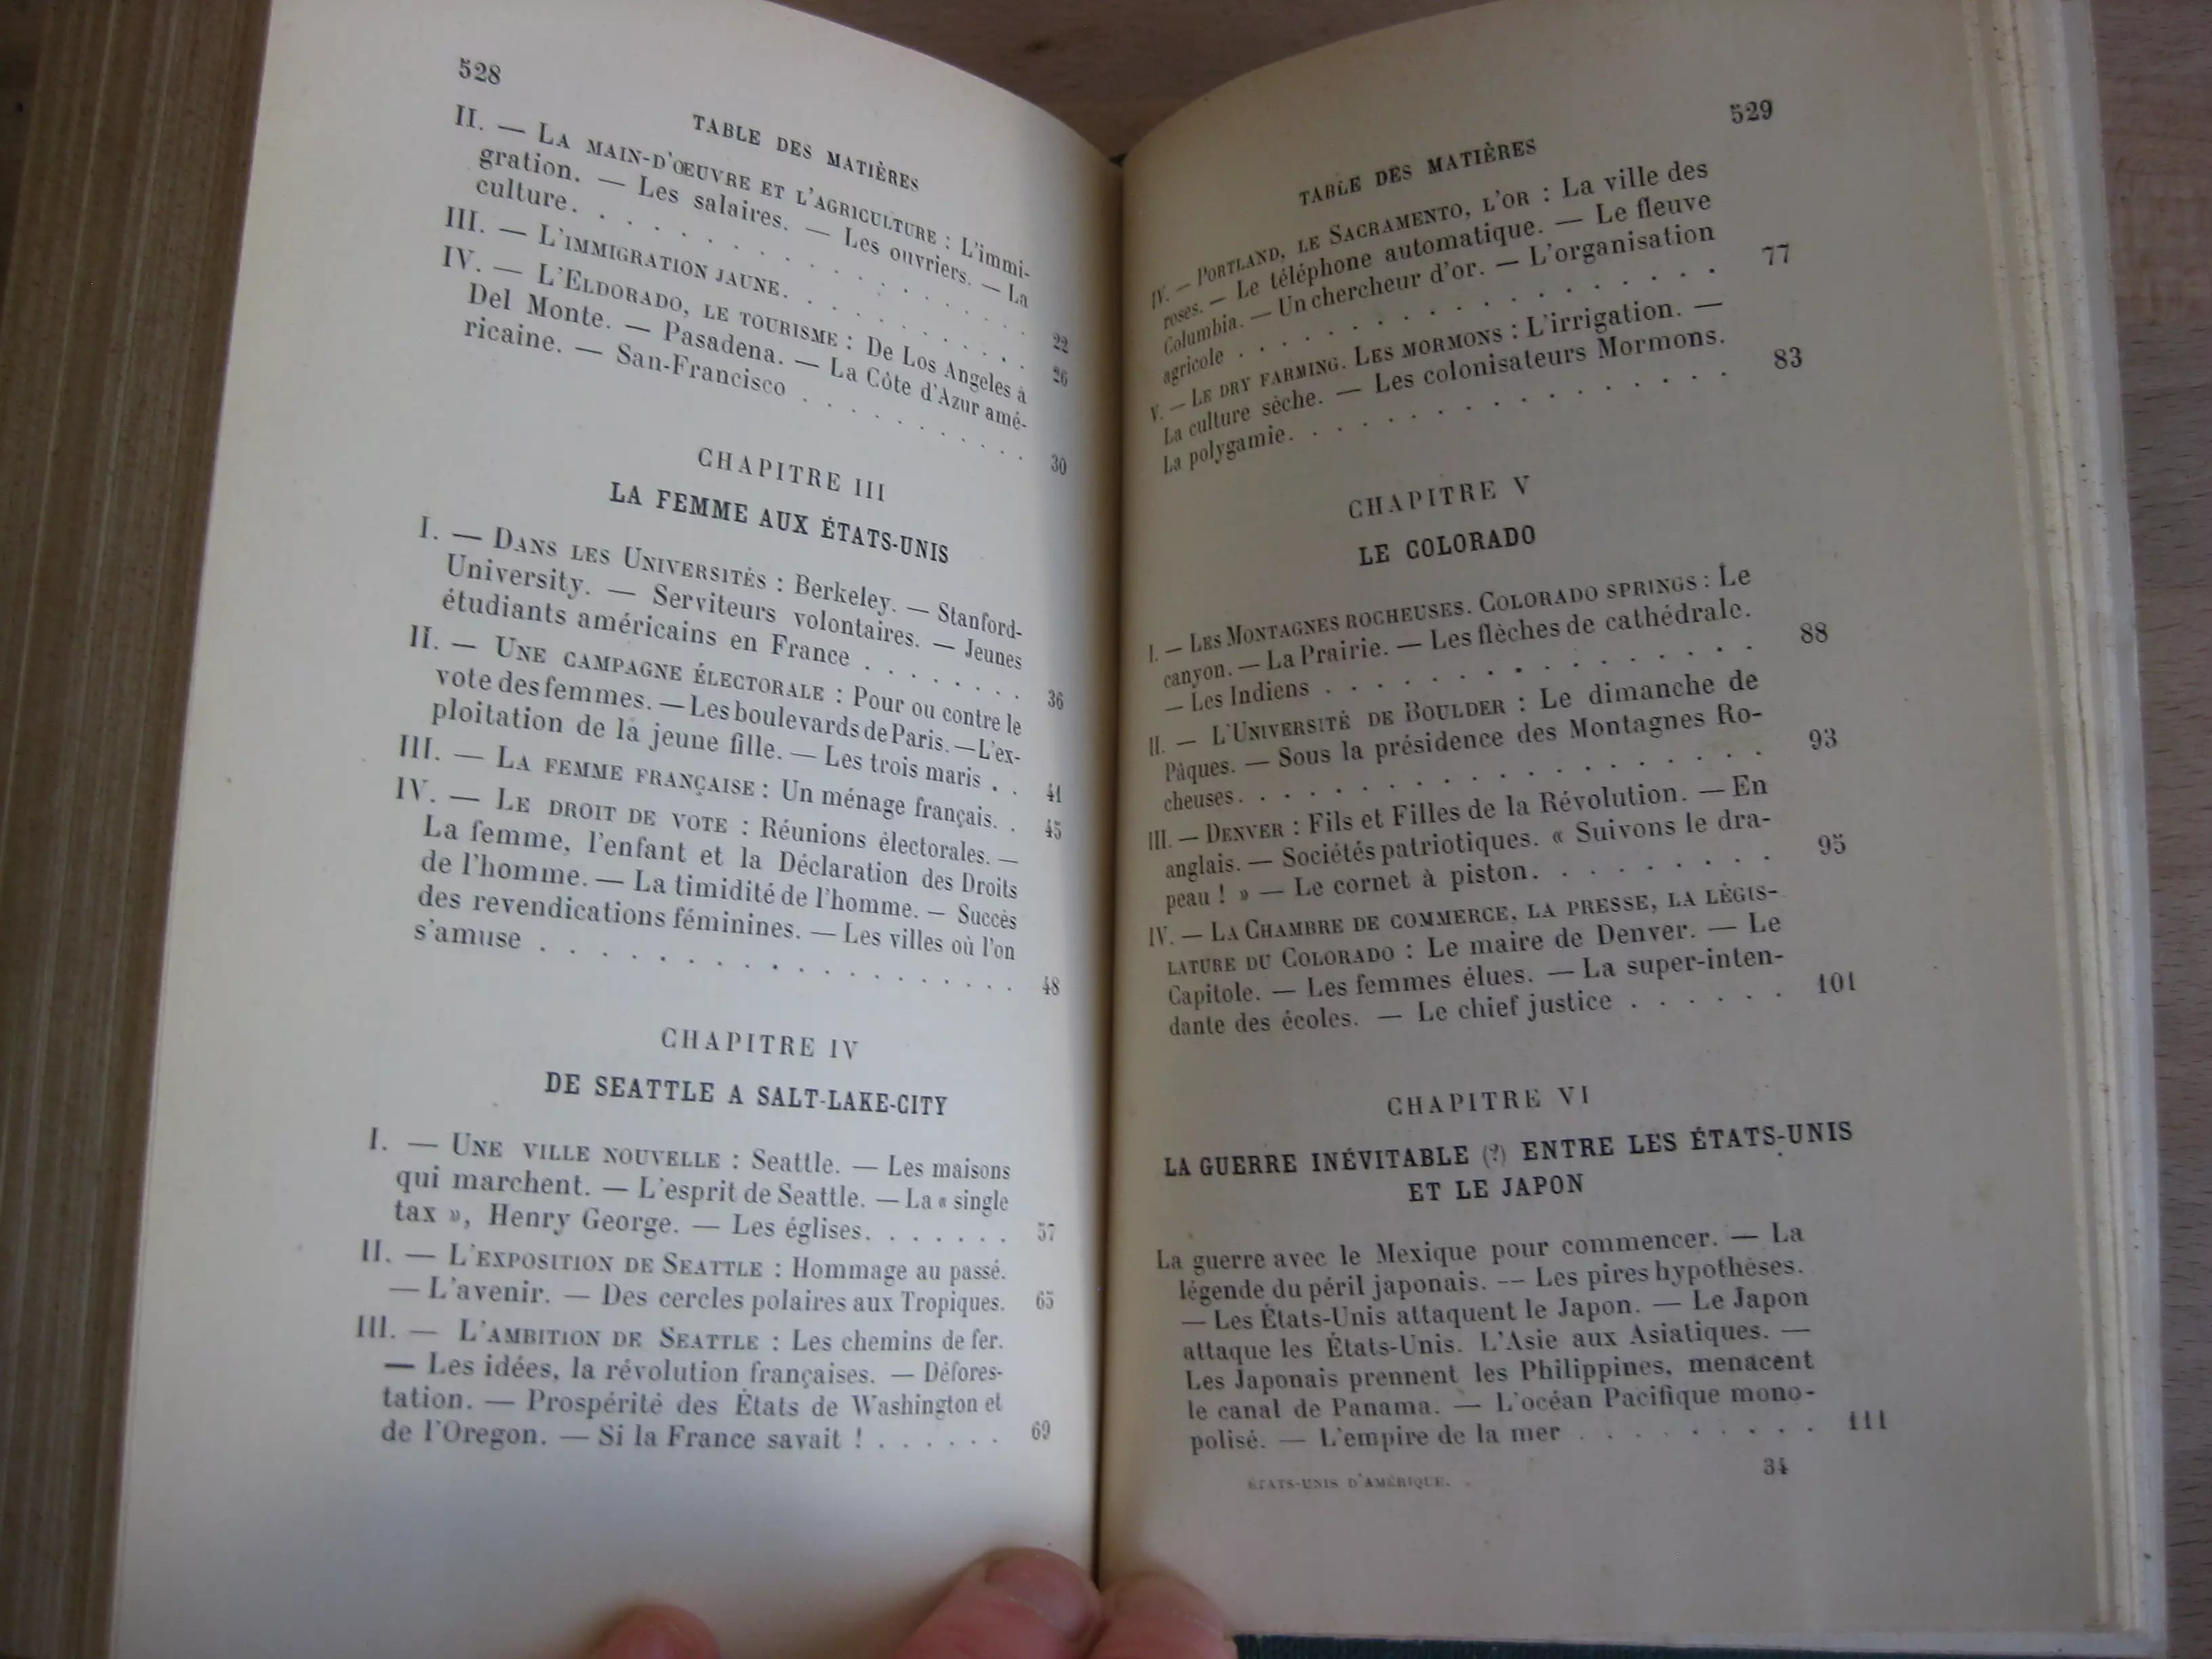 528
TABLE DES MATIÈRES
II. — LA MAIN-D'ŒUVRE ET L'AGRICULTURE : L'immi-
gration. — Les salaires. — Les ouvriers. — La
culture. . . . . . . . . . . . . . . . 22
III. — L'IMMIGRATION JAUNE. . . . . . . . . . 26
IV. — L'ELDORADO, LE TOURISME : De Los Angeles à
Del Monte. — Pasadena. — La Côte d'Azur amé-
ricaine. — San-Francisco . . . . . . . . . 30
CHAPITRE III
LA FEMME AUX ÉTATS-UNIS
I. — DANS LES UNIVERSITÉS : Berkeley. — Stanford-
University. — Serviteurs volontaires. — Jeunes
étudiants américains en France . . . . . . . 36
II. — UNE CAMPAGNE ÉLECTORALE : Pour ou contre le
vote des femmes. — Les boulevards de Paris. — L'ex-
ploitation de la jeune fille. — Les trois maris . . 41
III. — LA FEMME FRANÇAISE : Un ménage français. . 45
IV. — LE DROIT DE VOTE : Réunions électorales. —
La femme, l'enfant et la Déclaration des Droits
de l'homme. — La timidité de l'homme. — Succès
des revendications féminines. — Les villes où l'on
s'amuse . . . . . . . . . . . . . . . . 48
CHAPITRE IV
DE SEATTLE A SALT-LAKE-CITY
I. — UNE VILLE NOUVELLE : Seattle. — Les maisons
qui marchent. — L'esprit de Seattle. — La « single
tax », Henry George. — Les églises. . . . . . . 57
II. — L'EXPOSITION DE SEATTLE : Hommage au passé.
— L'avenir. — Des cercles polaires aux Tropiques. 65
III. — L'AMBITION DE SEATTLE : Les chemins de fer.
— Les idées, la révolution françaises. — Défores-
tation. — Prospérité des États de Washington et
de l'Oregon. — Si la France savait ! . . . . . . 69
529
TABLE DES MATIÈRES
IV. — PORTLAND, LE SACRAMENTO, L'OR : La ville des
roses. — Le téléphone automatique. — Le fleuve
Columbia. — Un chercheur d'or. — L'organisation
agricole . . . . . . . . . . . . . . . . 77
V. — LE DRY FARMING. LES MORMONS : L'irrigation. —
La culture sèche. — Les colonisateurs Mormons.
La polygamie. . . . . . . . . . . . . . . 83
CHAPITRE V
LE COLORADO
I. — LES MONTAGNES ROCHEUSES. COLORADO SPRINGS : Le
canyon. — La Prairie. — Les flèches de cathédrale.
— Les Indiens . . . . . . . . . . . . . . 88
II. — L'UNIVERSITÉ DE BOULDER : Le dimanche de
Pâques. — Sous la présidence des Montagnes Ro-
cheuses. . . . . . . . . . . . . . . . . 93
III. — DENVER : Fils et Filles de la Révolution. — En
anglais. — Sociétés patriotiques. « Suivons le dra-
peau ! » — Le cornet à piston. . . . . . . . 95
IV. — LA CHAMBRE DE COMMERCE, LA PRESSE, LA LÉGIS-
LATURE DU COLORADO : Le maire de Denver. — Le
Capitole. — Les femmes élues. — La super-inten-
dante des écoles. — Le chief justice . . . . . . 101
CHAPITRE VI
LA GUERRE INÉVITABLE (?) ENTRE LES ÉTATS-UNIS
ET LE JAPON
La guerre avec le Mexique pour commencer. — La
légende du péril japonais. — Les pires hypothèses.
— Les États-Unis attaquent le Japon. — Le Japon
attaque les États-Unis. L'Asie aux Asiatiques. —
Les Japonais prennent les Philippines, menacent
le canal de Panama. — L'océan Pacifique mono-
polisé. — L'empire de la mer . . . . . . . . . 111
ÉTATS-UNIS D'AMÉRIQUE. 34